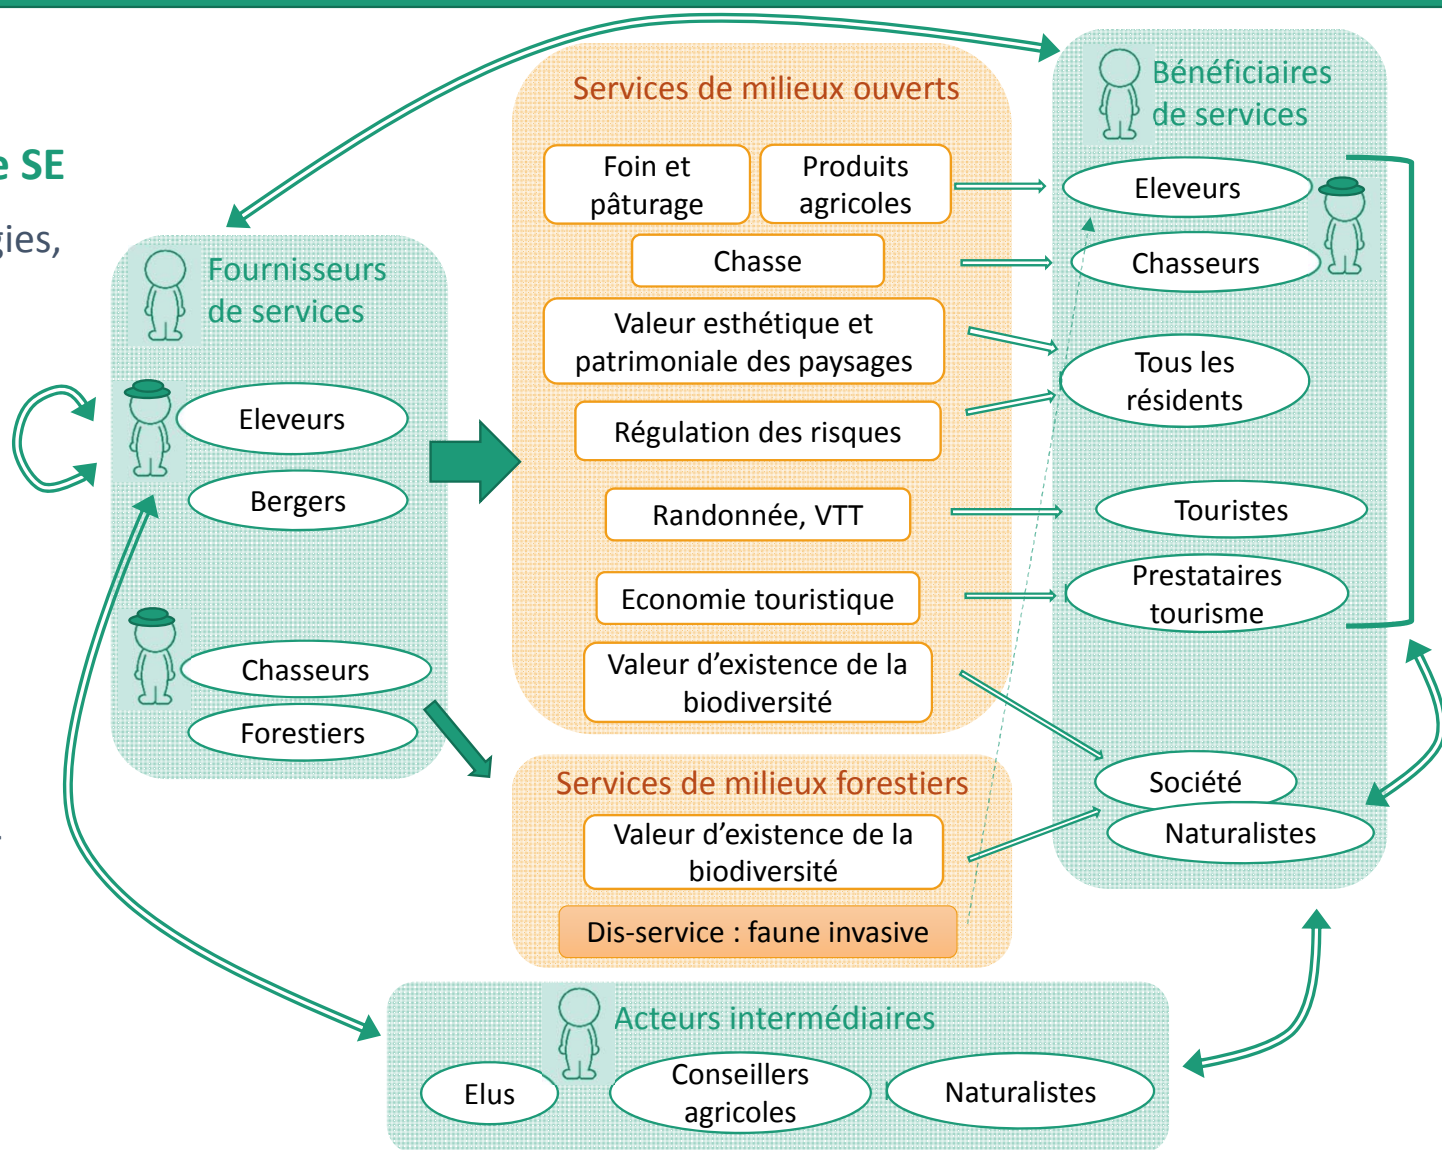 e SE
gies,
.
Fournisseurs
de services
Eleveurs
Bergers
Chasseurs
Forestiers
Services de milieux ouverts
Foin et
pâturage
Produits
agricoles
Chasse
Valeur esthétique et
patrimoniale des paysages
Régulation des risques
Randonnée, VTT
Economie touristique
Valeur d’existence de la
biodiversité
Services de milieux forestiers
Valeur d’existence de la
biodiversité
Dis-service : faune invasive
Bénéficiaires
de services
Eleveurs
Chasseurs
Tous les
résidents
Touristes
Prestataires
tourisme
Société
Naturalistes
Acteurs intermédiaires
Elus
Conseillers
agricoles
Naturalistes